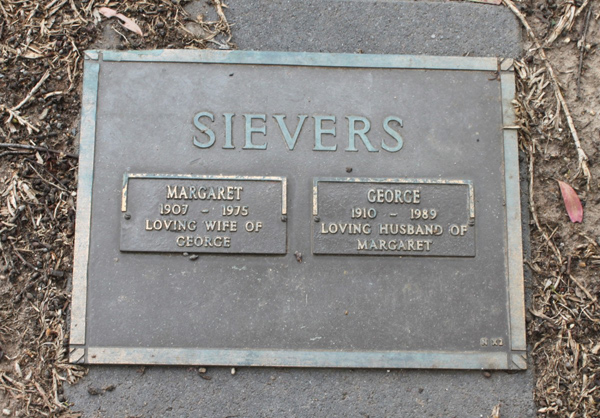 SIEVERS
MARGARET
1907 - 1975
LOVING WIFE OF
GEORGE
GEORGE
1910 - 1989
LOVING HUSBAND OF
MARGARET